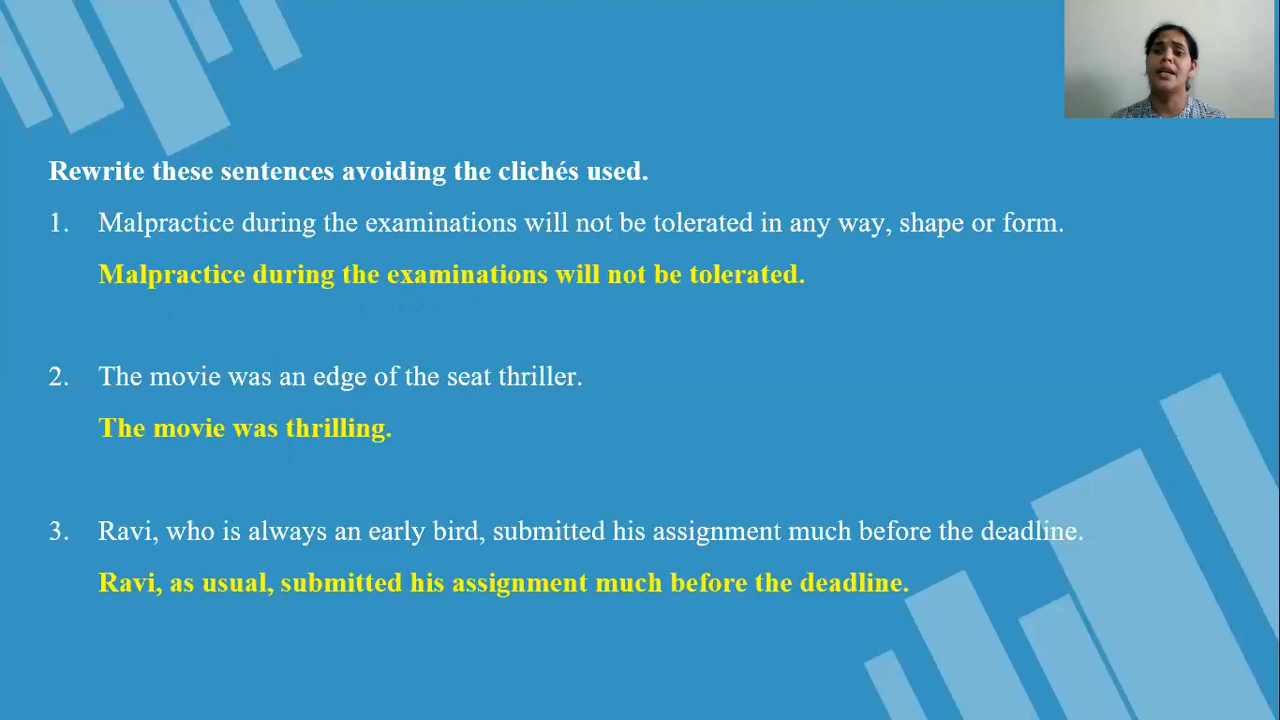 Rewrite these sentences avoiding the clichés used.
1. Malpractice during the examinations will not be tolerated in any way, shape or form.
Malpractice during the examinations will not be tolerated.
2. The movie was an edge of the seat thriller.
The movie was thrilling.
3. Ravi, who is always an early bird, submitted his assignment much before the deadline.
Ravi, as usual, submitted his assignment much before the deadline.